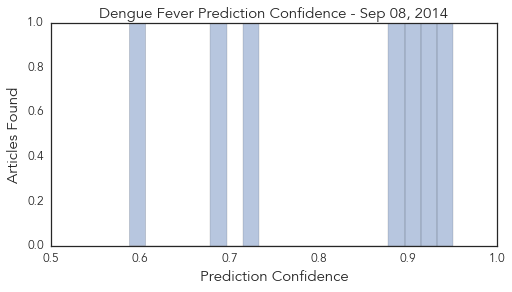 Dengue Fever Prediction Confidence - Sep 08, 2014
1.0
0.8
0.6
0.4
0.2
0.0
Articles Found
0.5 0.6 0.7 0.8 0.9 1.0
Prediction Confidence